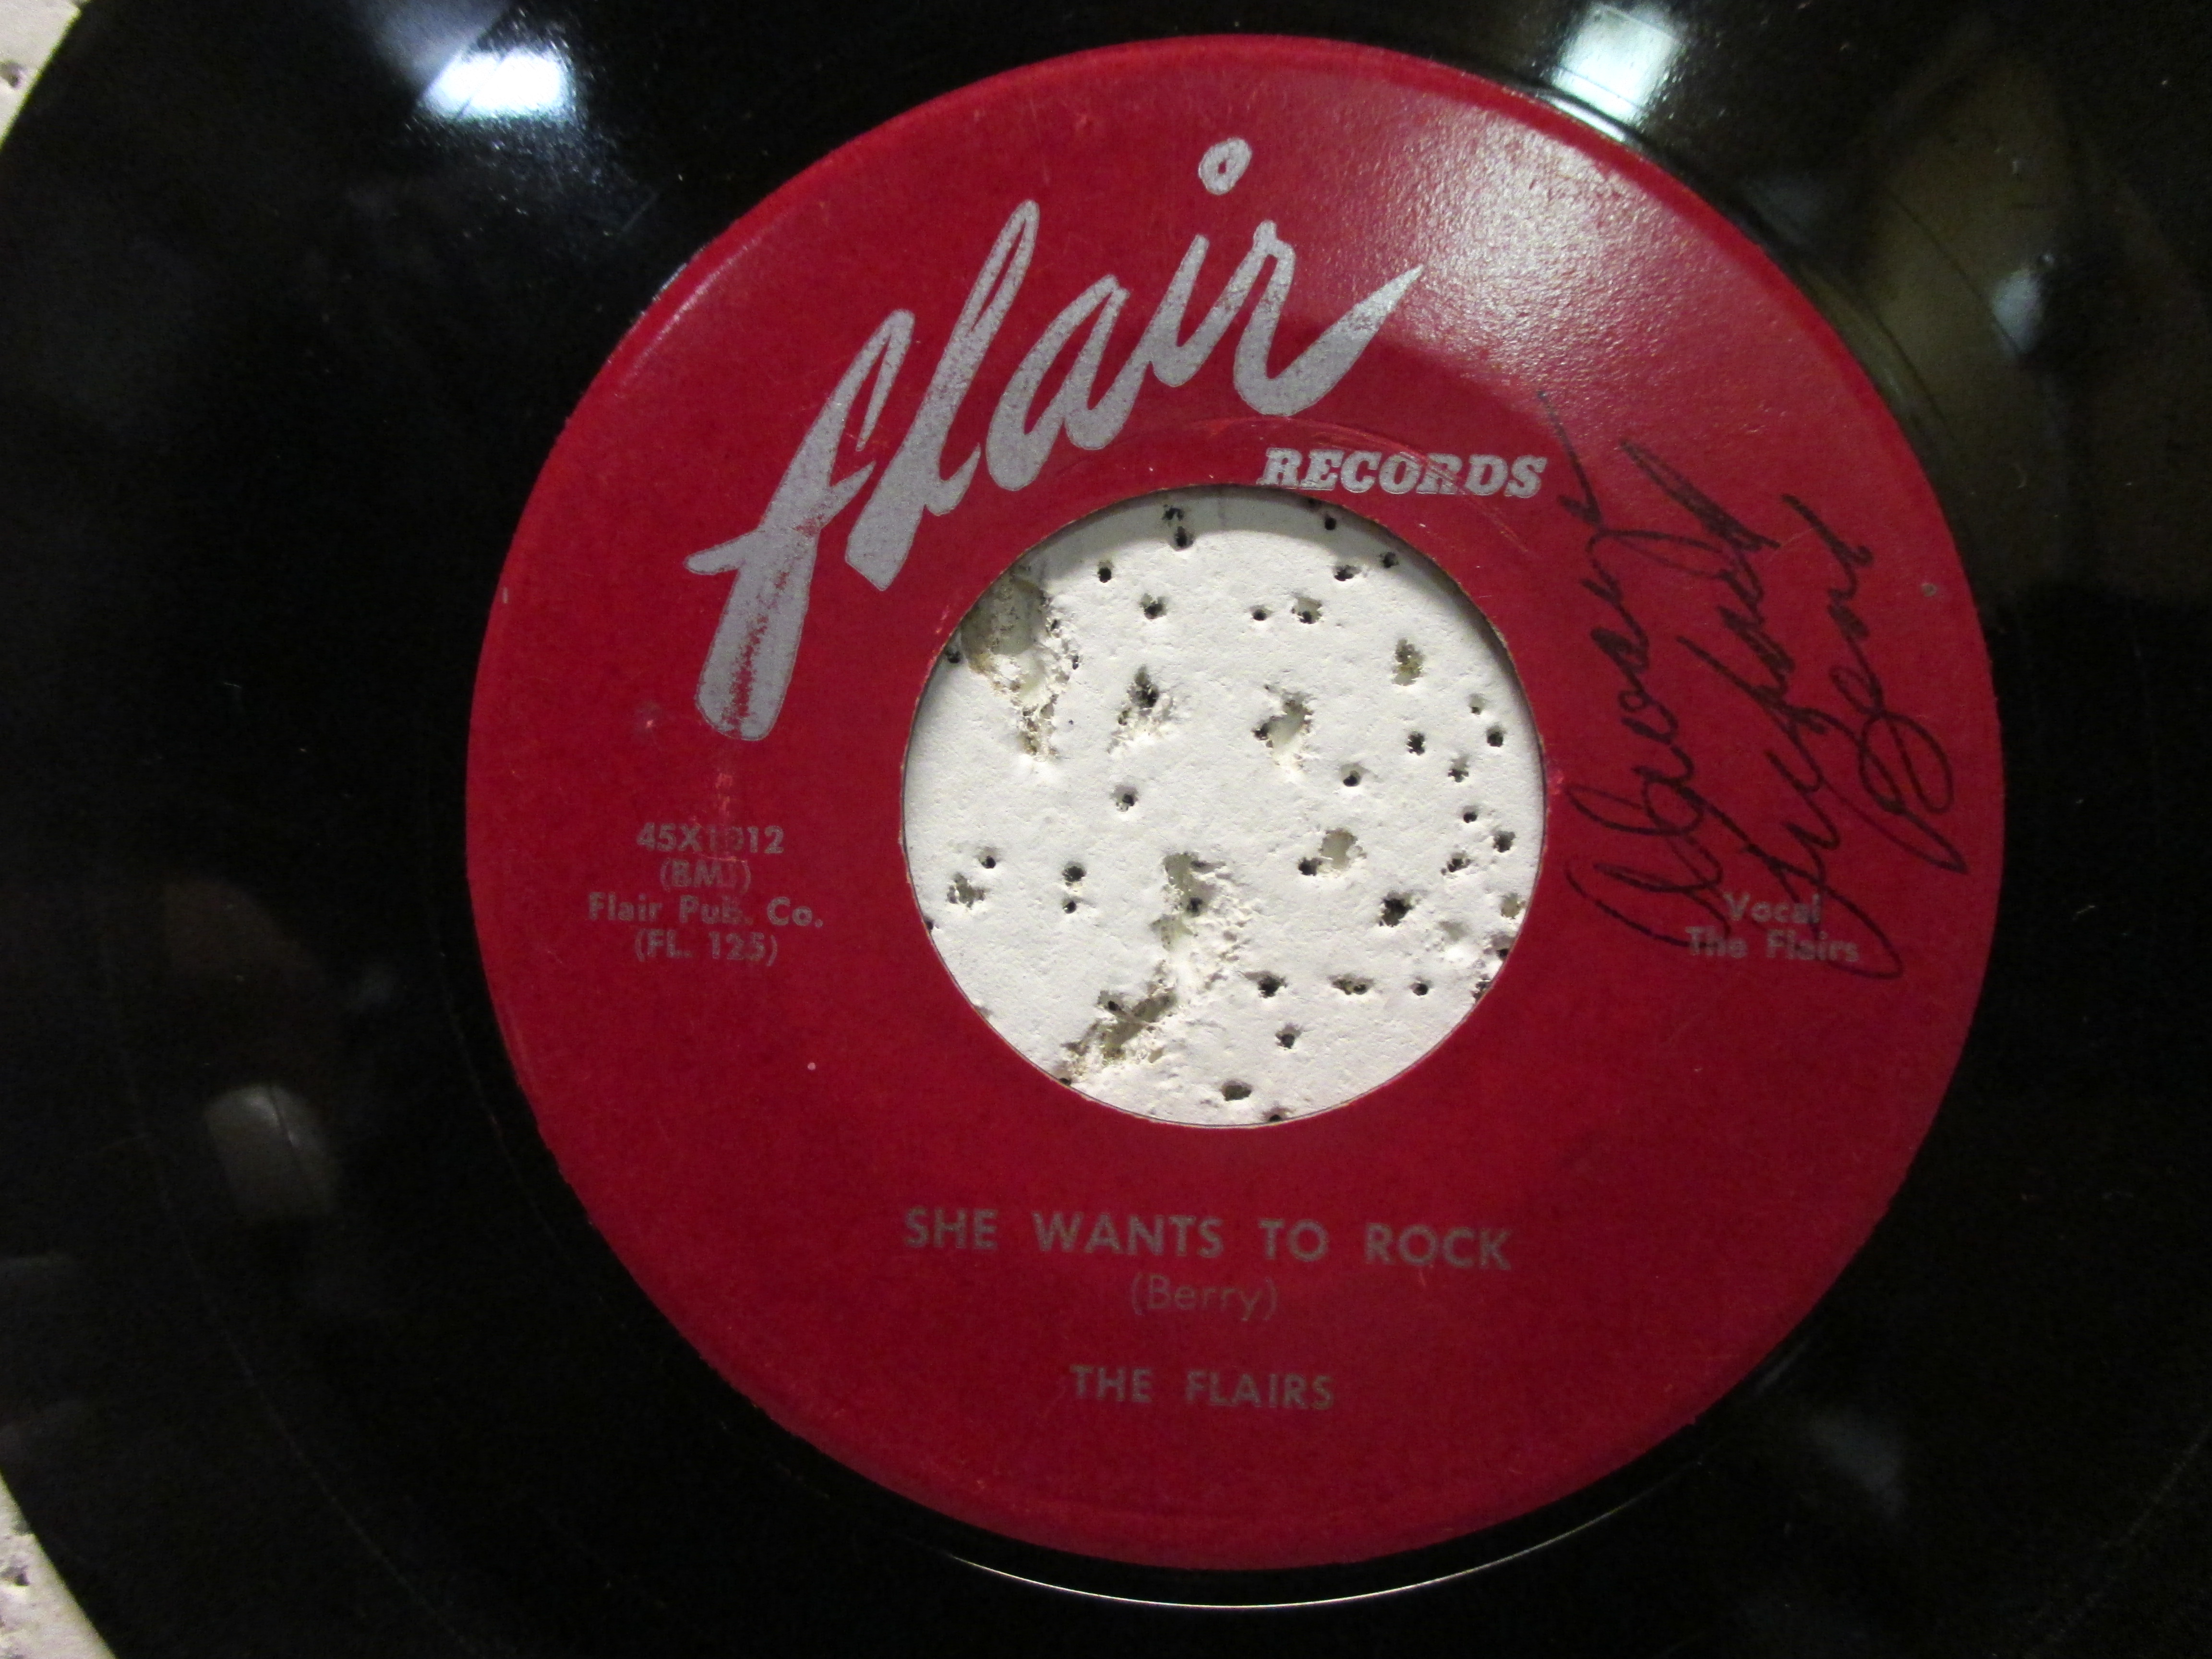 flair
RECORDS
45X1012
(BMI)
Flair Pub. Co.
(FL. 125)
Vocal
The Flairs
SHE WANTS TO ROCK
(Berry)
THE FLAIRS